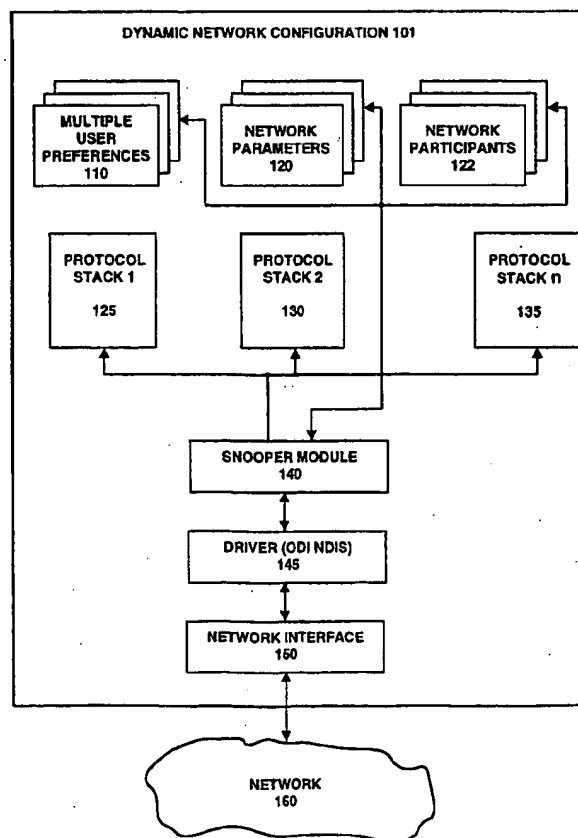 DYNAMIC NETWORK CONFIGURATION 101
MULTIPLE
USER
PREFERENCES
110
NETWORK
PARAMETERS
120
NETWORK
PARTICIPANTS
122
PROTOCOL
STACK 1
125
PROTOCOL
STACK 2
130
PROTOCOL
STACK n
135
SNOOPER MODULE
140
DRIVER (ODI NDIS)
145
NETWORK INTERFACE
150
NETWORK
160